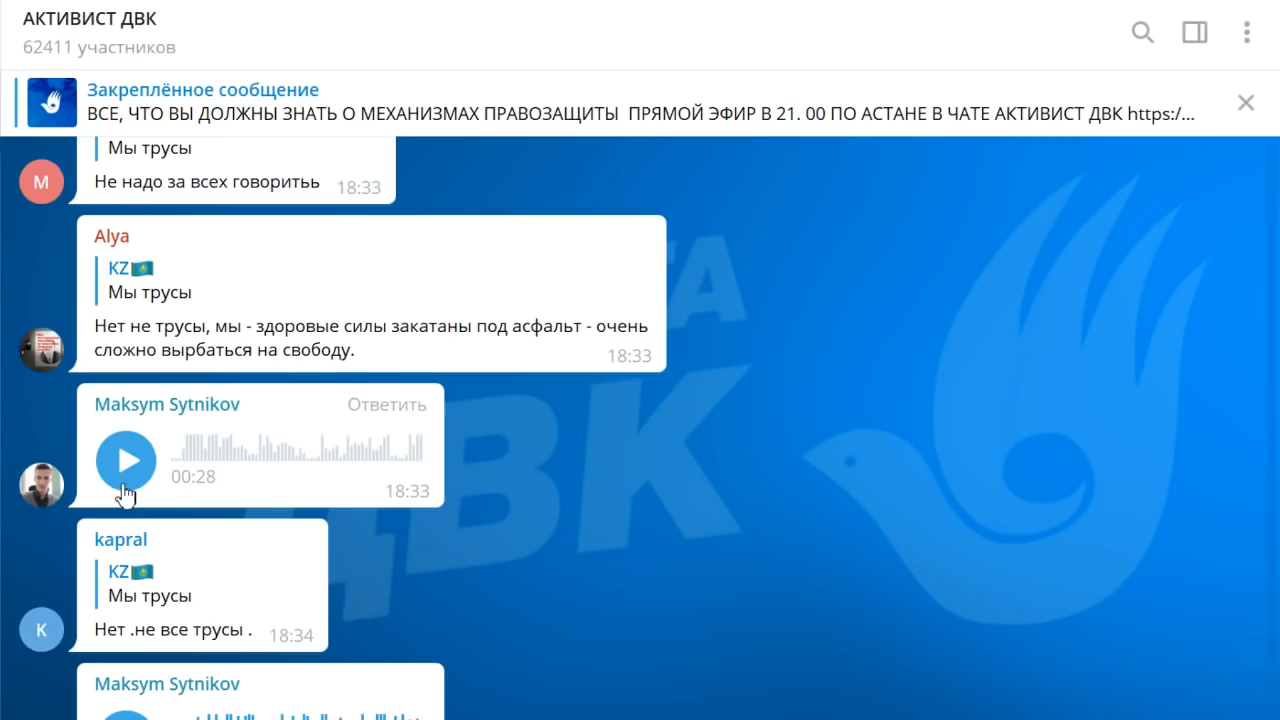 АКТИВИСТ ДВК
62411 участников
Закреплённое сообщение
ВСЕ, ЧТО ВЫ ДОЛЖНЫ ЗНАТЬ О МЕХАНИЗМАХ ПРАВОЗАЩИТЫ ПРЯМОЙ ЭФИР В 21. 00 ПО АСТАНЕ В ЧАТЕ АКТИВИСТ ДВК https:/...
Мы трусы
Не надо за всех говоритьь 18:33
М
Alya
KZ
Мы трусы
Нет не трусы, мы - здоровые силы закатаны под асфальт - очень
сложно вырбаться на свободу. 18:33
Maksym Sytnikov Ответить
00:28
18:33
kapral
KZ
Мы трусы
Нет .не все трусы . 18:34
K
Maksym Sytnikov
ДВК